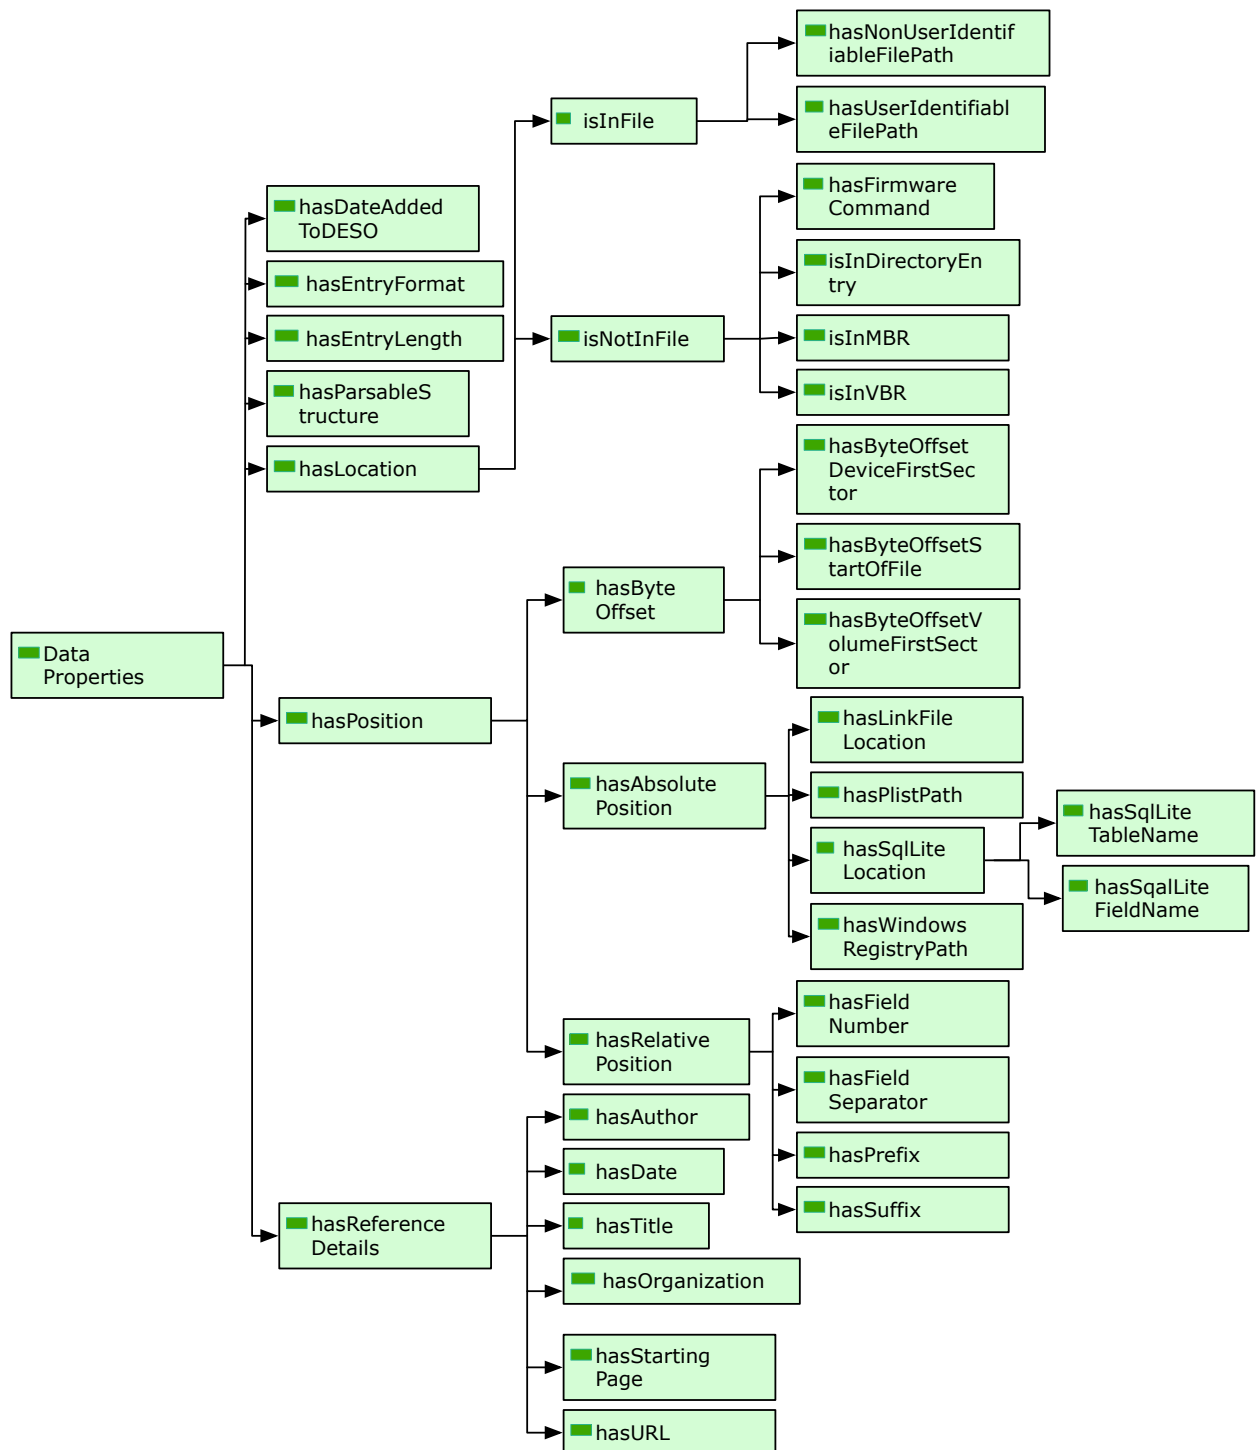 Data
Properties
hasDateAdded
ToDESO
hasEntryFormat
hasEntryLength
hasParsableS
tructure
hasLocation
isInFile
hasNonUserIdentif
iableFilePath
hasUserIdentifiabl
eFilePath
isNotInFile
hasFirmware
Command
isInDirectoryEn
try
isInMBR
isInVBR
hasPosition
hasByte
Offset
hasByteOffset
DeviceFirstSec
tor
hasByteOffsetS
tartOfFile
hasByteOffsetV
olumeFirstSect
or
hasAbsolute
Position
hasLinkFile
Location
hasPlistPath
hasSqlLite
Location
hasSqlLite
TableName
hasSqalLite
FieldName
hasWindows
RegistryPath
hasRelative
Position
hasField
Number
hasField
Separator
hasPrefix
hasSuffix
hasReference
Details
hasAuthor
hasDate
hasTitle
hasOrganization
hasStarting
Page
hasURL